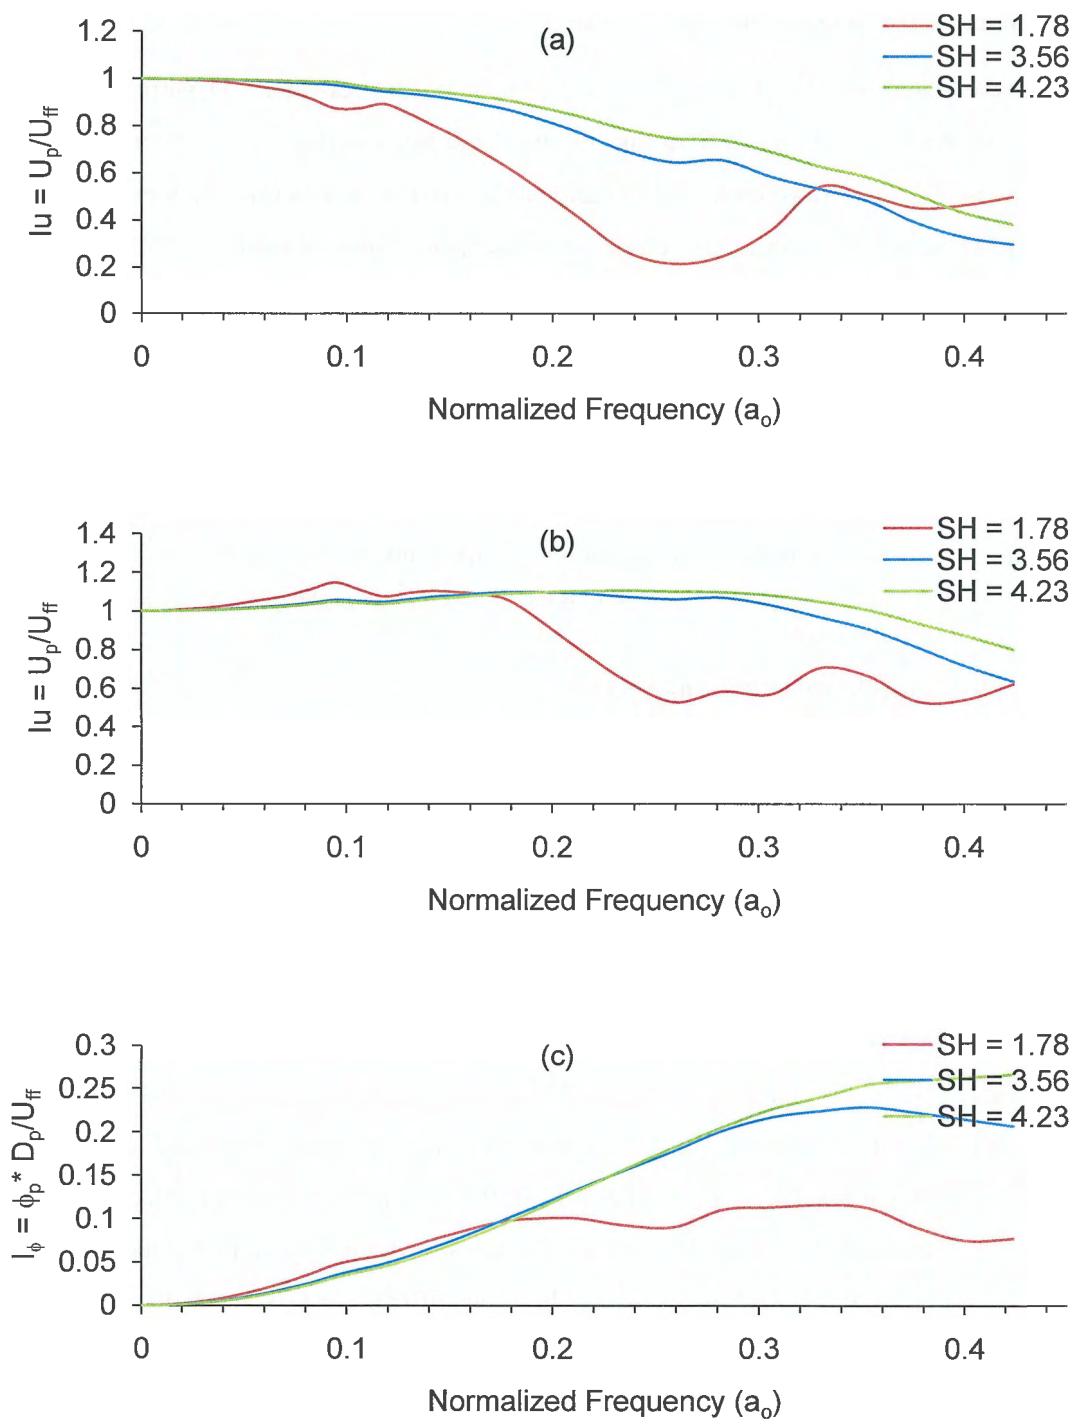 (a)
SH = 1.78
SH = 3.56
SH = 4.23
1.2
1
0.8
0.6
0.4
0.2
0
Iu = Up/Uff
0 0.1 0.2 0.3 0.4
Normalized Frequency (ao)
(b)
SH = 1.78
SH = 3.56
SH = 4.23
1.4
1.2
1
0.8
0.6
0.4
0.2
0
Iu = Up/Uff
0 0.1 0.2 0.3 0.4
Normalized Frequency (ao)
(c)
SH = 1.78
SH = 3.56
SH = 4.23
0.3
0.25
0.2
0.15
0.1
0.05
0
Iϕ = ϕp* Dp/Uff
0 0.1 0.2 0.3 0.4
Normalized Frequency (ao)